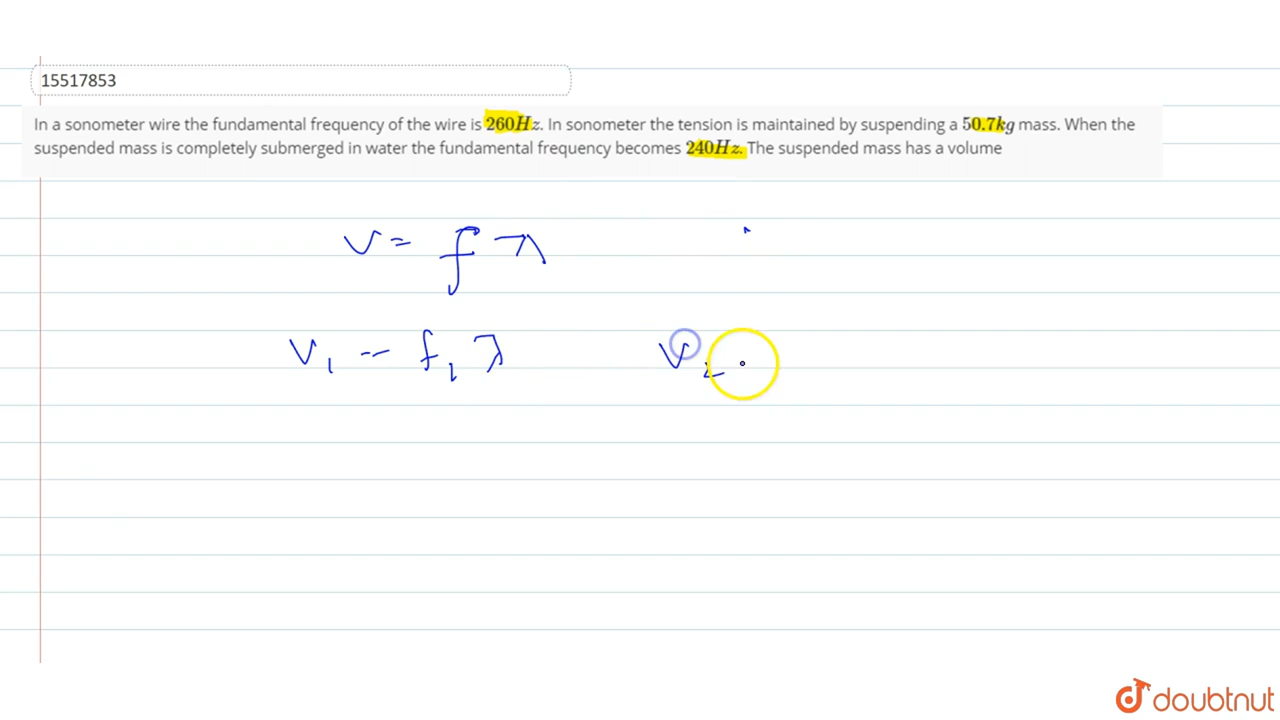 15517853
In a sonometer wire the fundamental frequency of the wire is 260Hz. In sonometer the tension is maintained by suspending a 50.7kg mass. When the
suspended mass is completely submerged in water the fundamental frequency becomes 240Hz. The suspended mass has a volume
v = f λ
v₁ = f₁ λ v₂
doubtnut